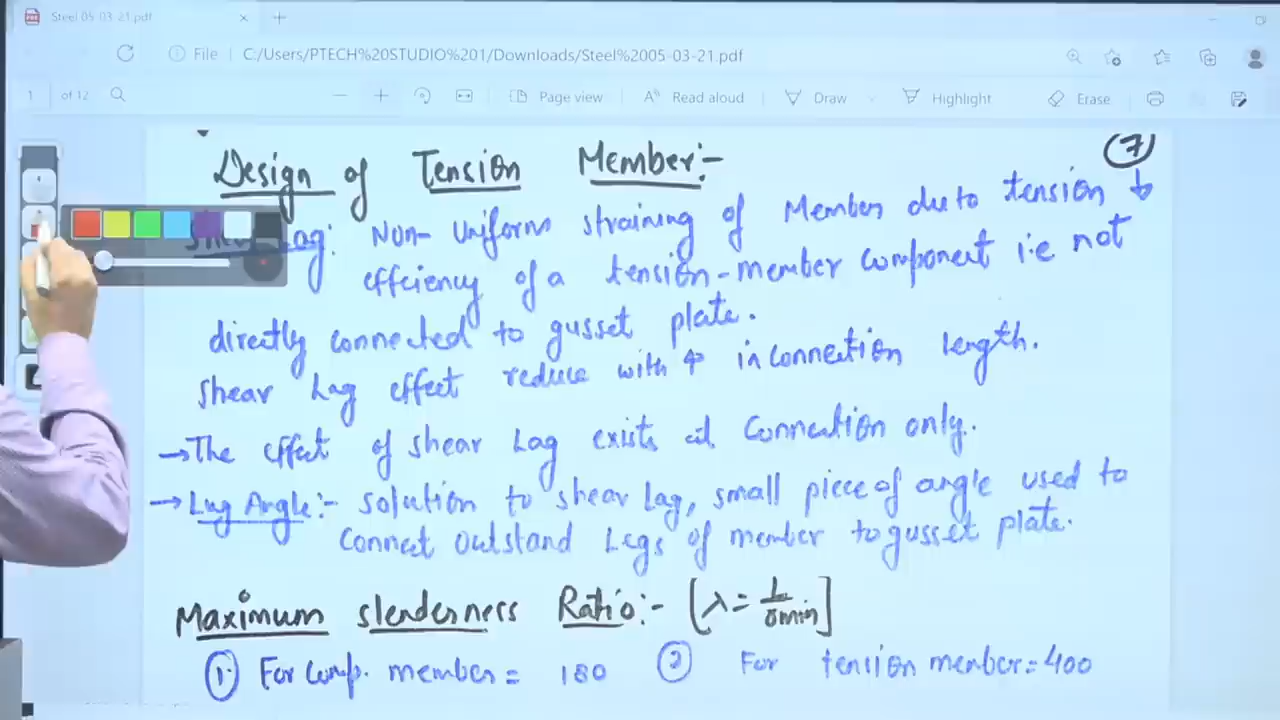 Steel 05-03-21.pdf
File C:/Users/PTECH%20STUDIO%201/Downloads/Steel%2005-03-21.pdf
1 of 12 Page view Read aloud Draw Highlight Erase
7
Design of Tension Member:-
Lag: Non-Uniform straining of Member due to tension ↓
effciency of a tension-member component i.e not
directly connected to gusset plate.
shear Lag effect reduce with ↑ in connection length.
→ The effect of shear Lag exists at Connection only.
→ Lug Angle:- solution to shear Lag, small piece of angle used to
Connect Outstand Legs of member to gusset plate.
Maximum slenderness Ratio:- [λ = L/rmin]
① For Comp. member = 180 ② For tension member = 400